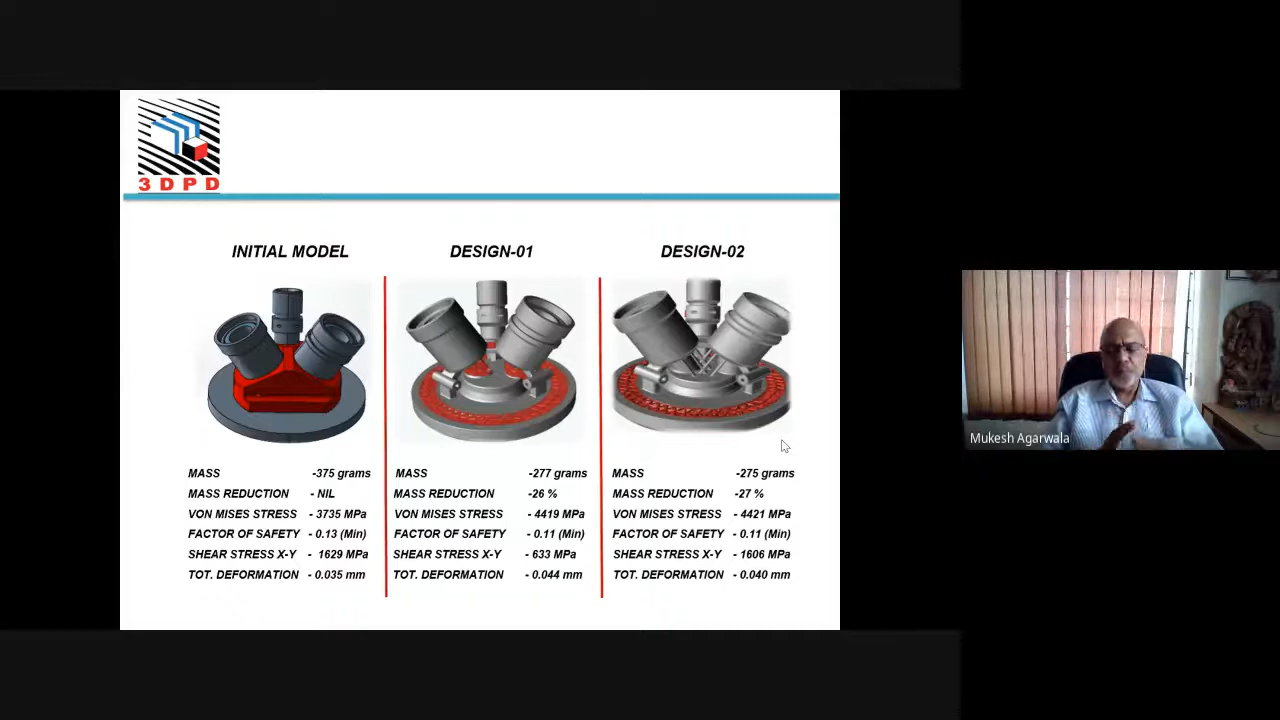 3DPD
INITIAL MODEL
MASS -375 grams
MASS REDUCTION - NIL
VON MISES STRESS - 3735 MPa
FACTOR OF SAFETY - 0.13 (Min)
SHEAR STRESS X-Y - 1629 MPa
TOT. DEFORMATION - 0.035 mm
DESIGN-01
MASS -277 grams
MASS REDUCTION -26 %
VON MISES STRESS - 4419 MPa
FACTOR OF SAFETY - 0.11 (Min)
SHEAR STRESS X-Y - 633 MPa
TOT. DEFORMATION - 0.044 mm
DESIGN-02
MASS -275 grams
MASS REDUCTION -27 %
VON MISES STRESS - 4421 MPa
FACTOR OF SAFETY - 0.11 (Min)
SHEAR STRESS X-Y - 1606 MPa
TOT. DEFORMATION - 0.040 mm
Mukesh Agarwala